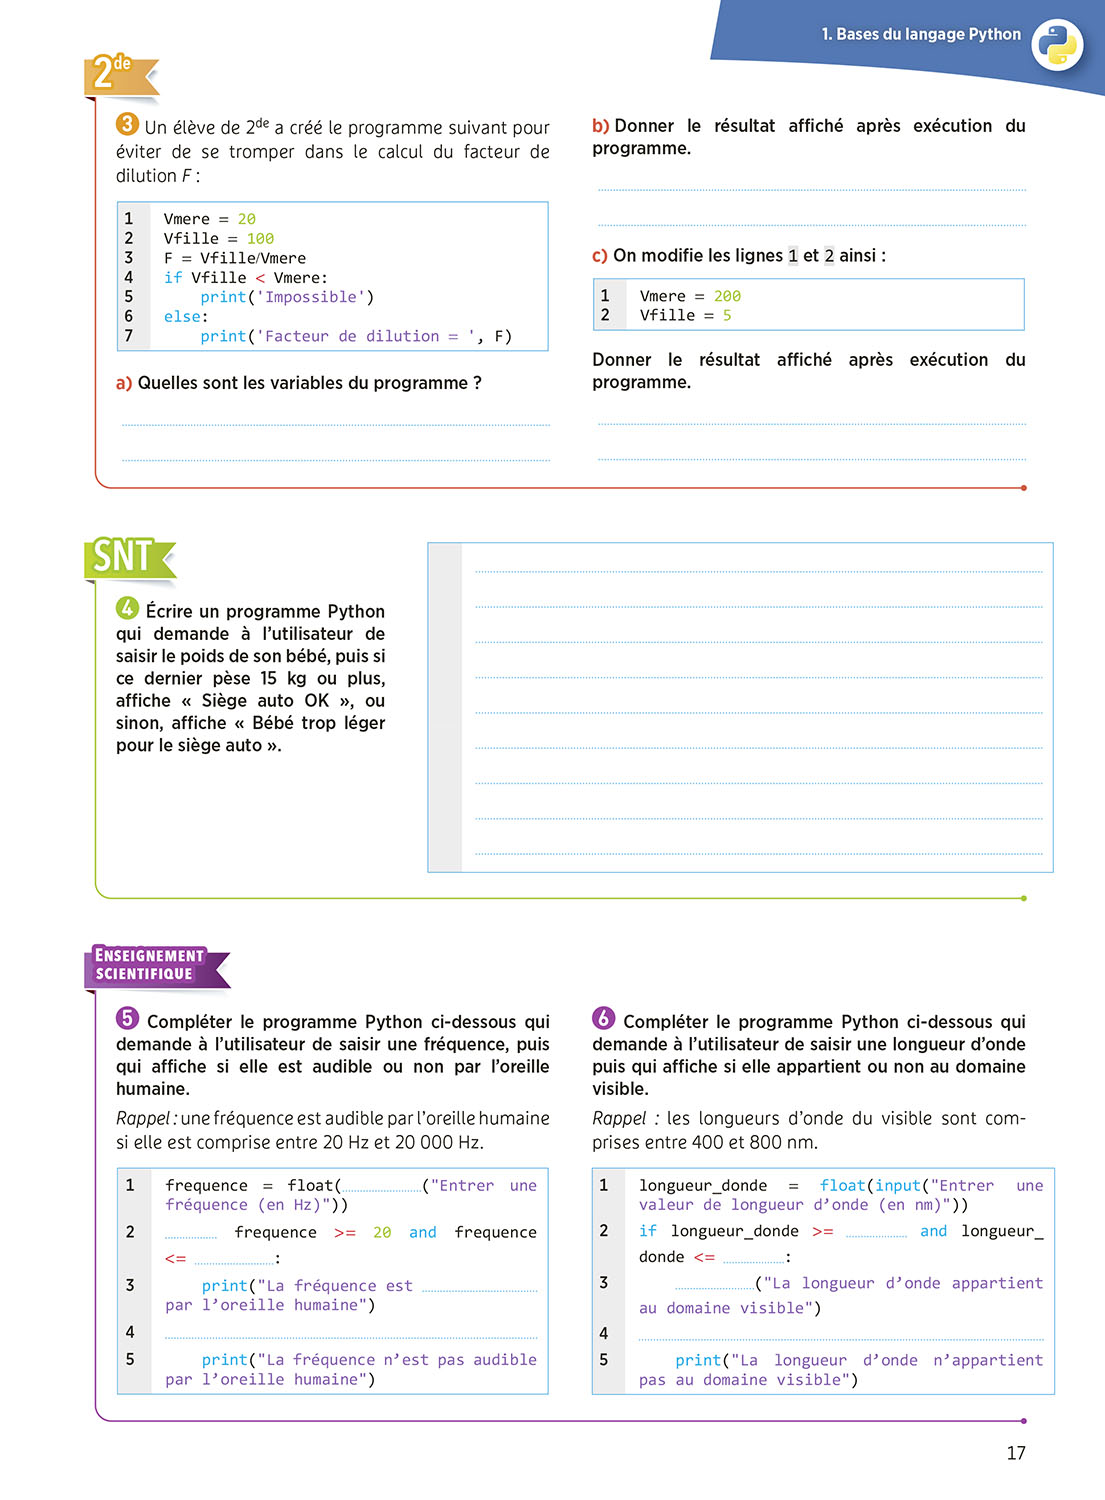 1. Bases du langage Python
2de
3 Un élève de 2de a créé le programme suivant pour
éviter de se tromper dans le calcul du facteur de
dilution F :
1 Vmere = 20
2 Vfille = 100
3 F = Vfille/Vmere
4 if Vfille < Vmere:
5 print('Impossible')
6 else:
7 print('Facteur de dilution = ', F)
a) Quelles sont les variables du programme ?
b) Donner le résultat affiché après exécution du
programme.
c) On modifie les lignes 1 et 2 ainsi :
1 Vmere = 200
2 Vfille = 5
Donner le résultat affiché après exécution du
programme.
SNT
4 Écrire un programme Python
qui demande à l'utilisateur de
saisir le poids de son bébé, puis si
ce dernier pèse 15 kg ou plus,
affiche « Siège auto OK », ou
sinon, affiche « Bébé trop léger
pour le siège auto ».
ENSEIGNEMENT
SCIENTIFIQUE
5 Compléter le programme Python ci-dessous qui
demande à l'utilisateur de saisir une fréquence, puis
qui affiche si elle est audible ou non par l'oreille
humaine.
Rappel : une fréquence est audible par l'oreille humaine
si elle est comprise entre 20 Hz et 20 000 Hz.
1 frequence = float(....................("Entrer une
fréquence (en Hz)"))
2 .................... frequence >= 20 and frequence
<= ....................:
3 print("La fréquence est ....................
par l'oreille humaine")
4 ....................
5 print("La fréquence n'est pas audible
par l'oreille humaine")
6 Compléter le programme Python ci-dessous qui
demande à l'utilisateur de saisir une longueur d'onde
puis qui affiche si elle appartient ou non au domaine
visible.
Rappel : les longueurs d'onde du visible sont com-
prises entre 400 et 800 nm.
1 longueur_donde = float(input("Entrer une
valeur de longueur d'onde (en nm)"))
2 if longueur_donde >= .................... and longueur_
donde <= ....................:
3 ....................("La longueur d'onde appartient
au domaine visible")
4 ....................
5 print("La longueur d'onde n'appartient
pas au domaine visible")
17